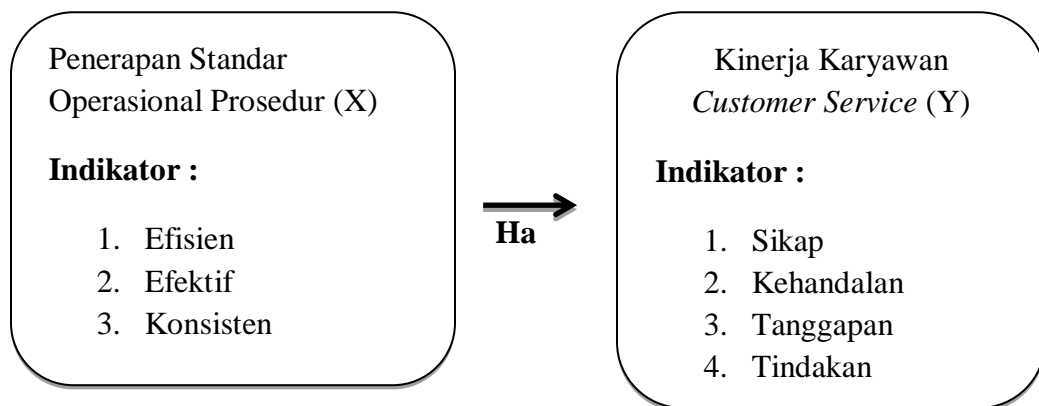 Penerapan Standar
Operasional Prosedur (X)
Indikator :
1. Efisien
2. Efektif
3. Konsisten
Ha
Kinerja Karyawan
Customer Service (Y)
Indikator :
1. Sikap
2. Kehandalan
3. Tanggapan
4. Tindakan